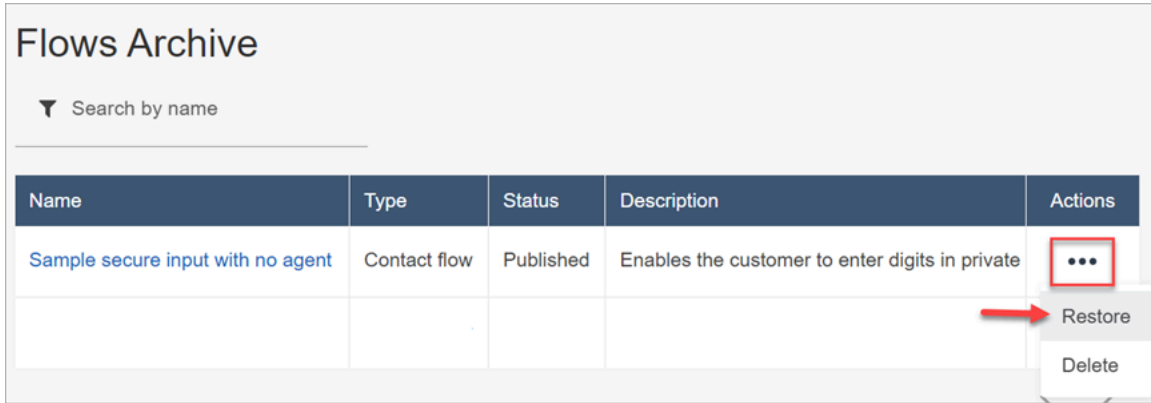 Flows Archive
Search by name
Name Type Status Description Actions
Sample secure input with no agent Contact flow Published Enables the customer to enter digits in private •••
Restore
Delete